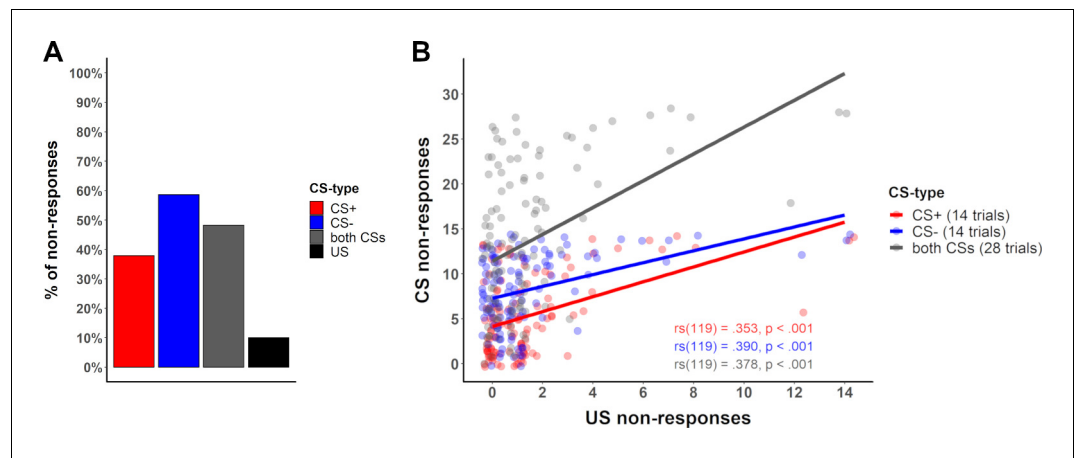 A
% of non-responses
100%
90%
80%
70%
60%
50%
40%
30%
20%
10%
0%
CS-type
CS+
CS-
both CSs
US
B
CS non-responses
30
25
20
15
10
5
0
0 2 4 6 8 10 12 14
US non-responses
rs(119) = .353, p < .001
rs(119) = .390, p < .001
rs(119) = .378, p < .001
CS-type
CS+ (14 trials)
CS- (14 trials)
both CSs (28 trials)